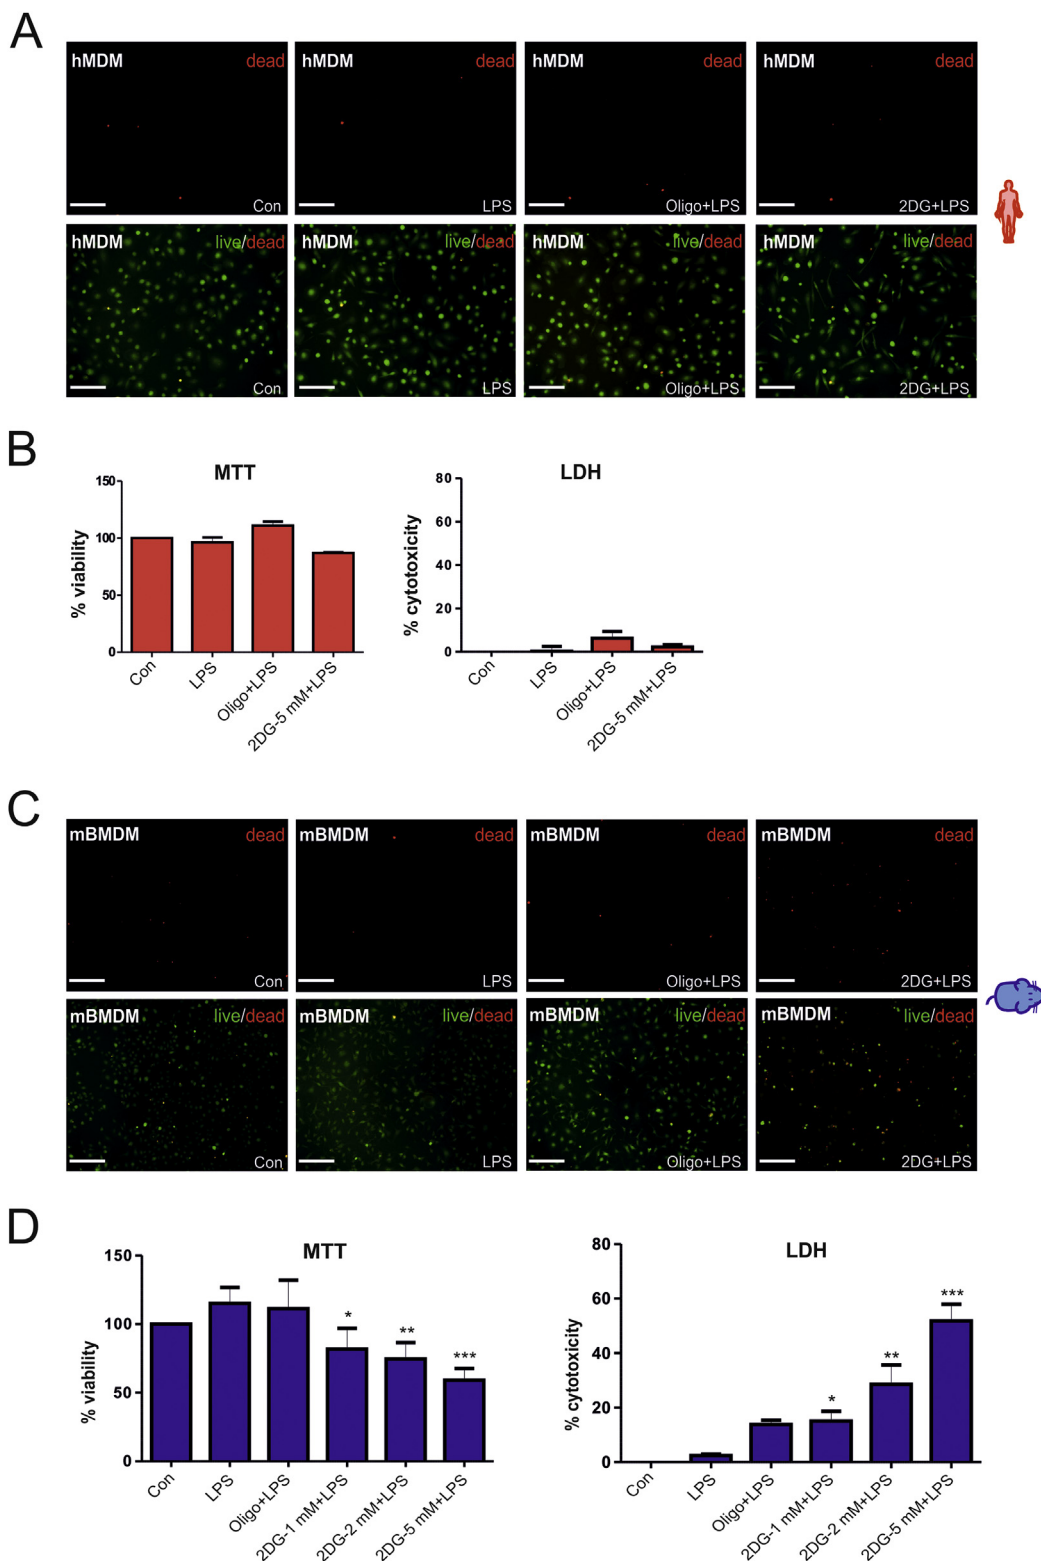 A
hMDM dead
Con
hMDM dead
LPS
hMDM dead
Oligo+LPS
hMDM dead
2DG+LPS
hMDM live/dead
Con
hMDM live/dead
LPS
hMDM live/dead
Oligo+LPS
hMDM live/dead
2DG+LPS
B
MTT
% viability
150
100
50
0
Con
LPS
Oligo+LPS
2DG-5 mM+LPS
LDH
% cytotoxicity
80
60
40
20
0
Con
LPS
Oligo+LPS
2DG-5 mM+LPS
C
mBMDM dead
Con
mBMDM dead
LPS
mBMDM dead
Oligo+LPS
mBMDM dead
2DG+LPS
mBMDM live/dead
Con
mBMDM live/dead
LPS
mBMDM live/dead
Oligo+LPS
mBMDM live/dead
2DG+LPS
D
MTT
% viability
150
100
50
0
*
**
***
Con
LPS
Oligo+LPS
2DG-1 mM+LPS
2DG-2 mM+LPS
2DG-5 mM+LPS
LDH
% cytotoxicity
80
60
40
20
0
*
**
***
Con
LPS
Oligo+LPS
2DG-1 mM+LPS
2DG-2 mM+LPS
2DG-5 mM+LPS